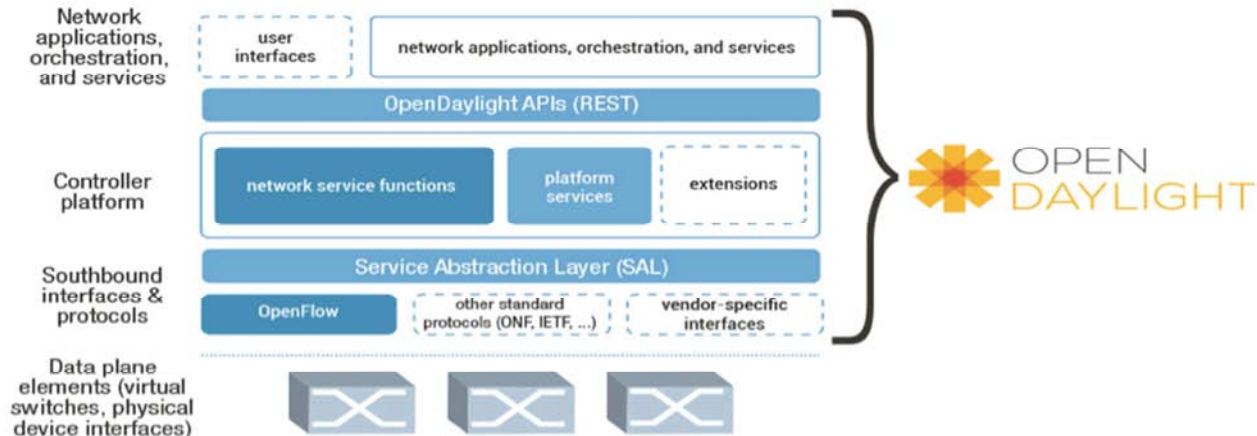 Network
applications,
orchestration,
and services
user
interfaces
network applications, orchestration, and services
OpenDaylight APIs (REST)
Controller
platform
network service functions
platform
services
extensions
Southbound
interfaces &
protocols
Service Abstraction Layer (SAL)
OpenFlow
other standard
protocols (ONF, IETF, ...)
vendor-specific
interfaces
Data plane
elements (virtual
switches, physical
device interfaces)
OPEN
DAYLIGHT